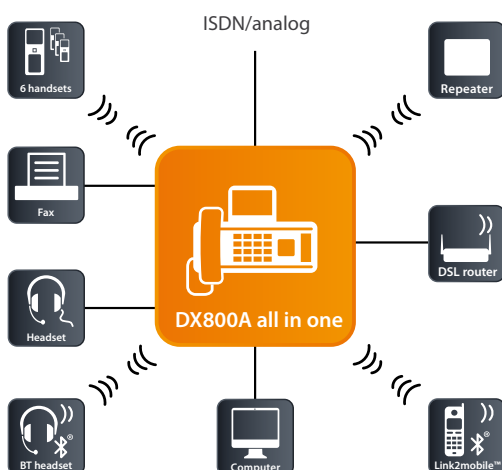 ISDN/analog
6 handsets
Repeater
Fax
DSL router
DX800A all in one
Headset
BT headset
®
Computer
Link2mobile™
®